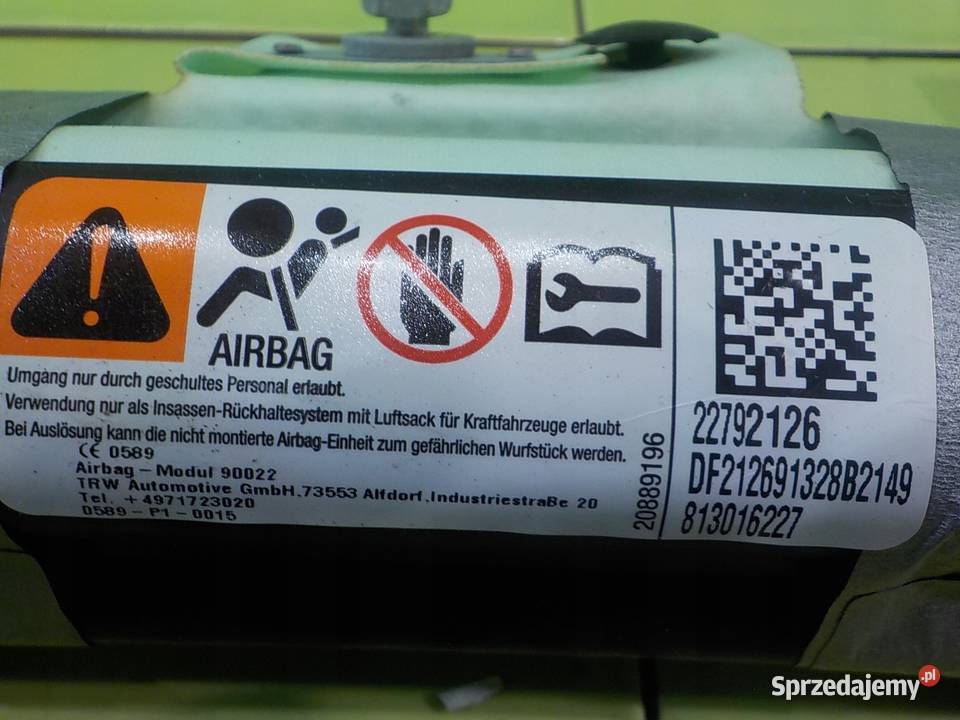 AIRBAG
Umgang nur durch geschultes Personal erlaubt.
Verwendung nur als Insassen-Rückhaltesystem mit Luftsack für Kraftfahrzeuge erlaubt.
Bei Auslösung kann die nicht montierte Airbag-Einheit zum gefährlichen Wurfstück werden.
CE 0589
Airbag - Modul 90022
TRW Automotive GmbH.73553 Alfdorf.Industriestraße 20
Tel. +4971723020
0589-P1-0015
20889196
22792126
DF212691328B2149
813016227
Sprzedajemy.pl